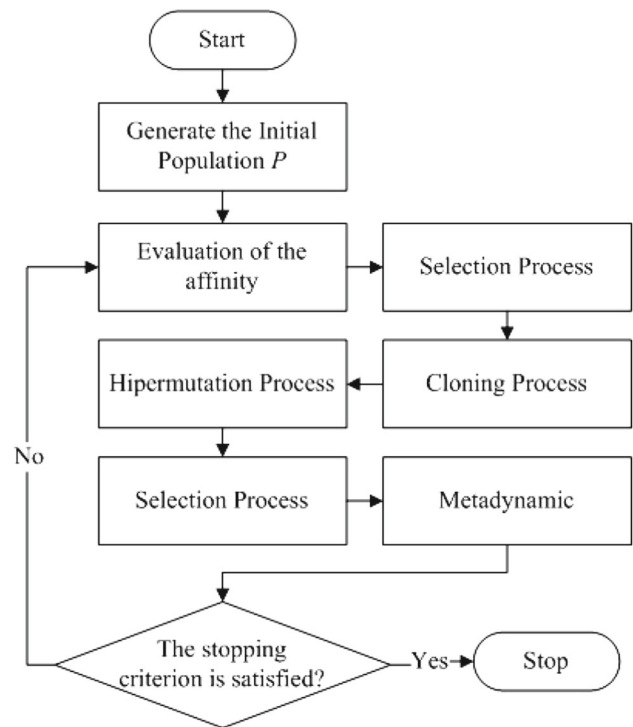 Start
Generate the Initial
Population P
Evaluation of the
affinity
Selection Process
Hipermutation Process
Cloning Process
No
Selection Process
Metadynamic
The stopping
criterion is satisfied?
Yes
Stop